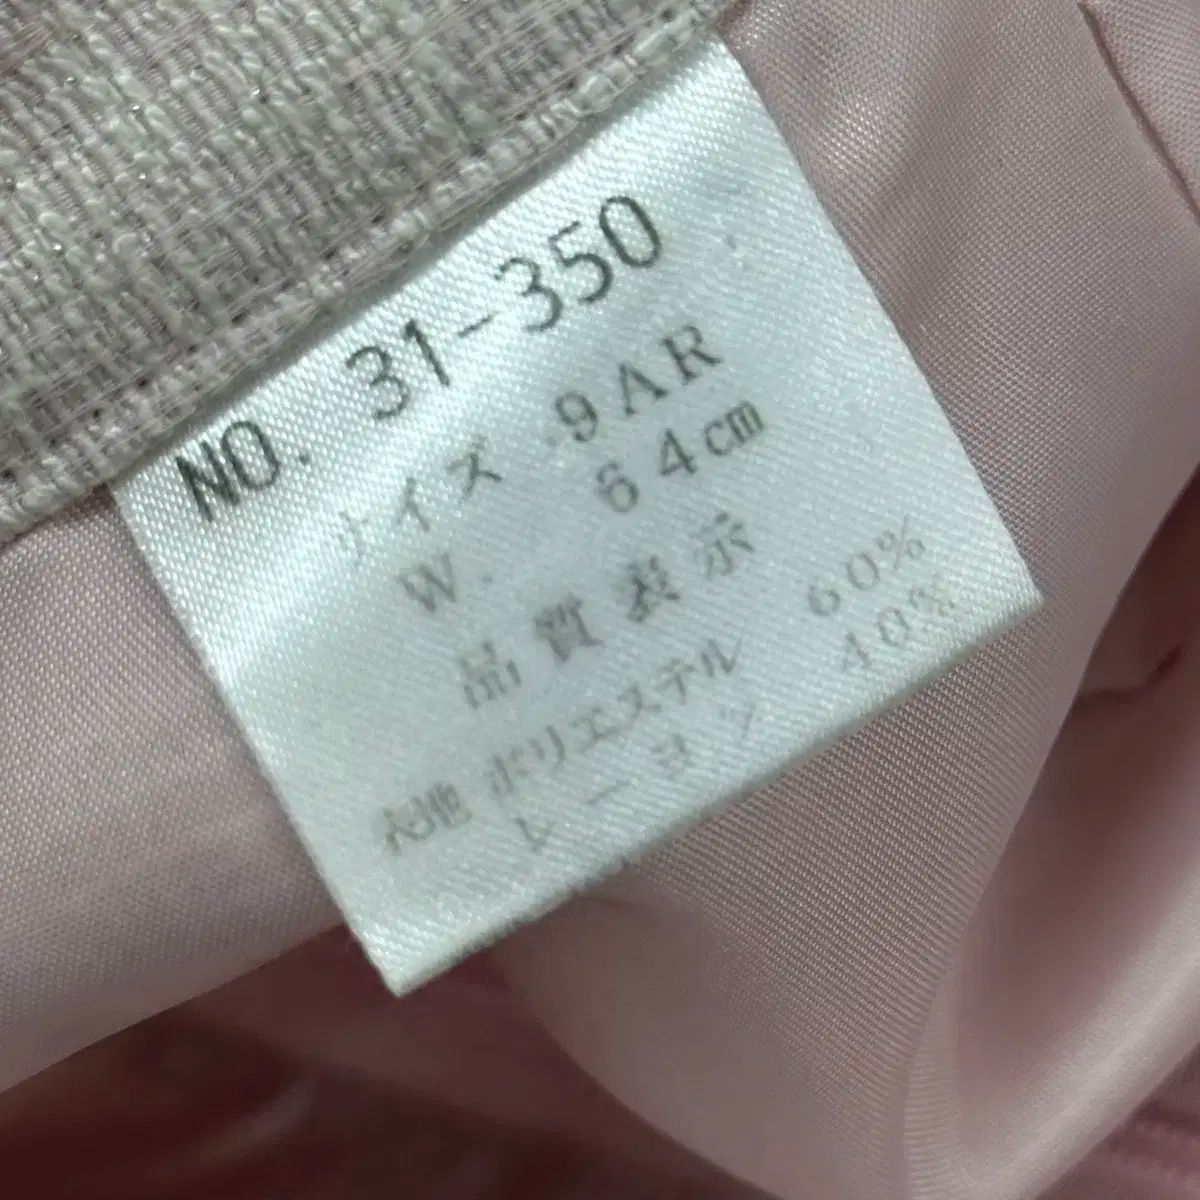 NO. 31-350
サイズ 9AR
W. 64cm
品質表示
表地 ポリエステル 60%
レーヨン 40%